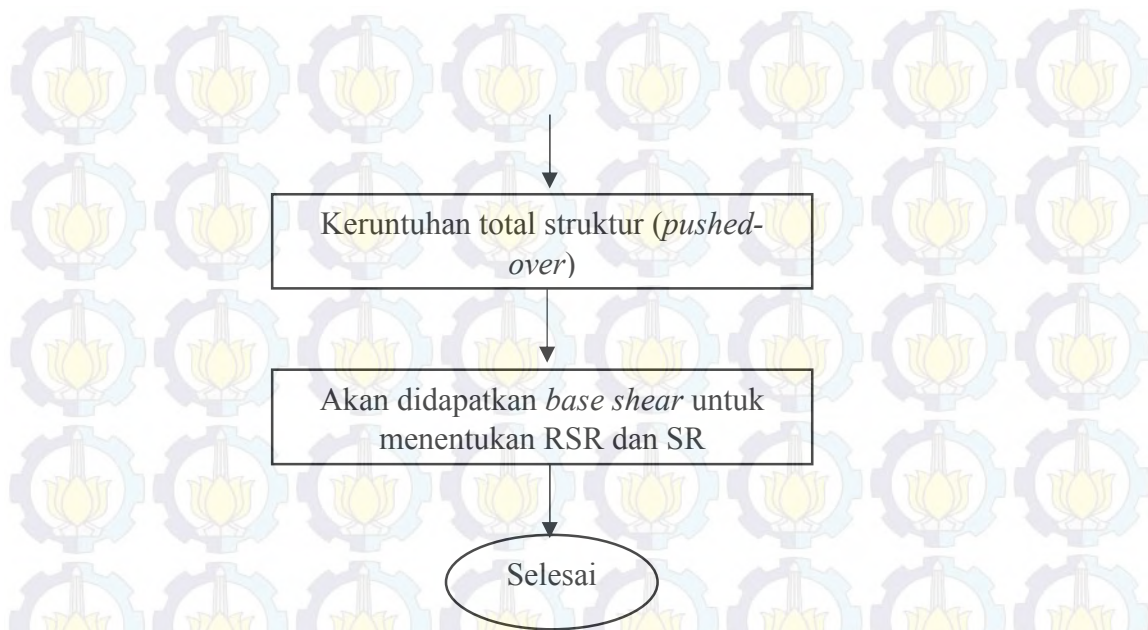 Keruntuhan total struktur (pushed-
over)
Akan didapatkan base shear untuk
menentukan RSR dan SR
Selesai